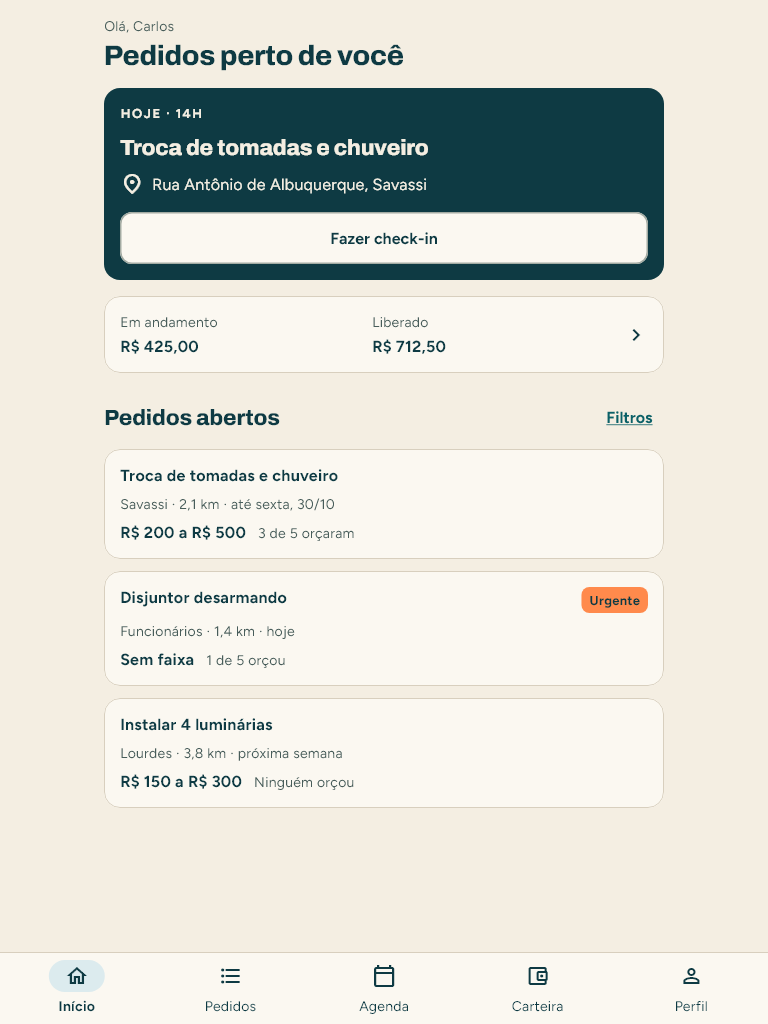 Olá, Carlos
Pedidos perto de você
HOJE · 14H
Troca de tomadas e chuveiro
Rua Antônio de Albuquerque, Savassi
Fazer check-in
Em andamento
Liberado
R$ 425,00
R$ 712,50
Pedidos abertos
Filtros
Troca de tomadas e chuveiro
Savassi · 2,1 km · até sexta, 30/10
R$ 200 a R$ 500 3 de 5 orçaram
Disjuntor desarmando
Urgente
Funcionários · 1,4 km · hoje
Sem faixa 1 de 5 orçou
Instalar 4 luminárias
Lourdes · 3,8 km · próxima semana
R$ 150 a R$ 300 Ninguém orçou
Início
Pedidos
Agenda
Carteira
Perfil